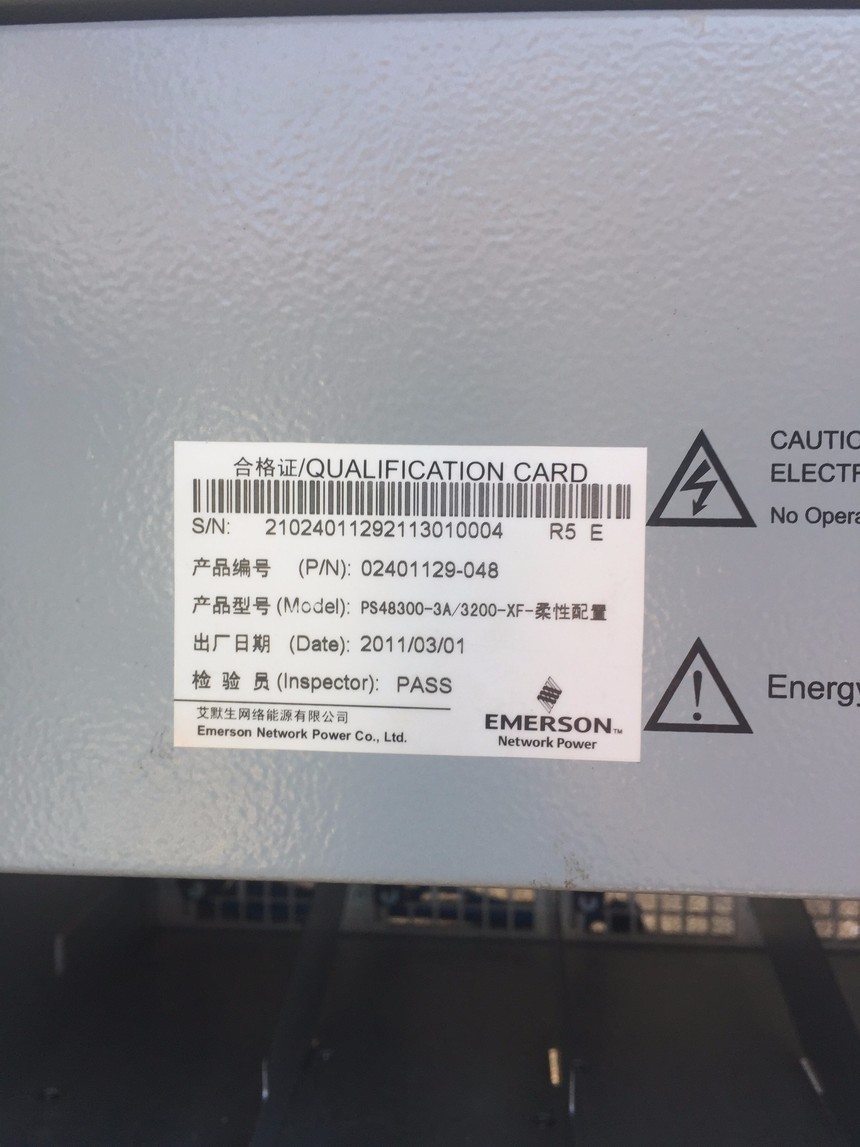 合格证/QUALIFICATION CARD
S/N: 21024011292113010004 R5 E
产品编号 (P/N): 02401129-048
产品型号 (Model): PS48300-3A/3200-XF-柔性配置
出厂日期 (Date): 2011/03/01
检 验 员 (Inspector): PASS
艾默生网络能源有限公司
Emerson Network Power Co., Ltd.
EMERSON™
Network Power
CAUTIO
ELECTR
No Opera
Energy